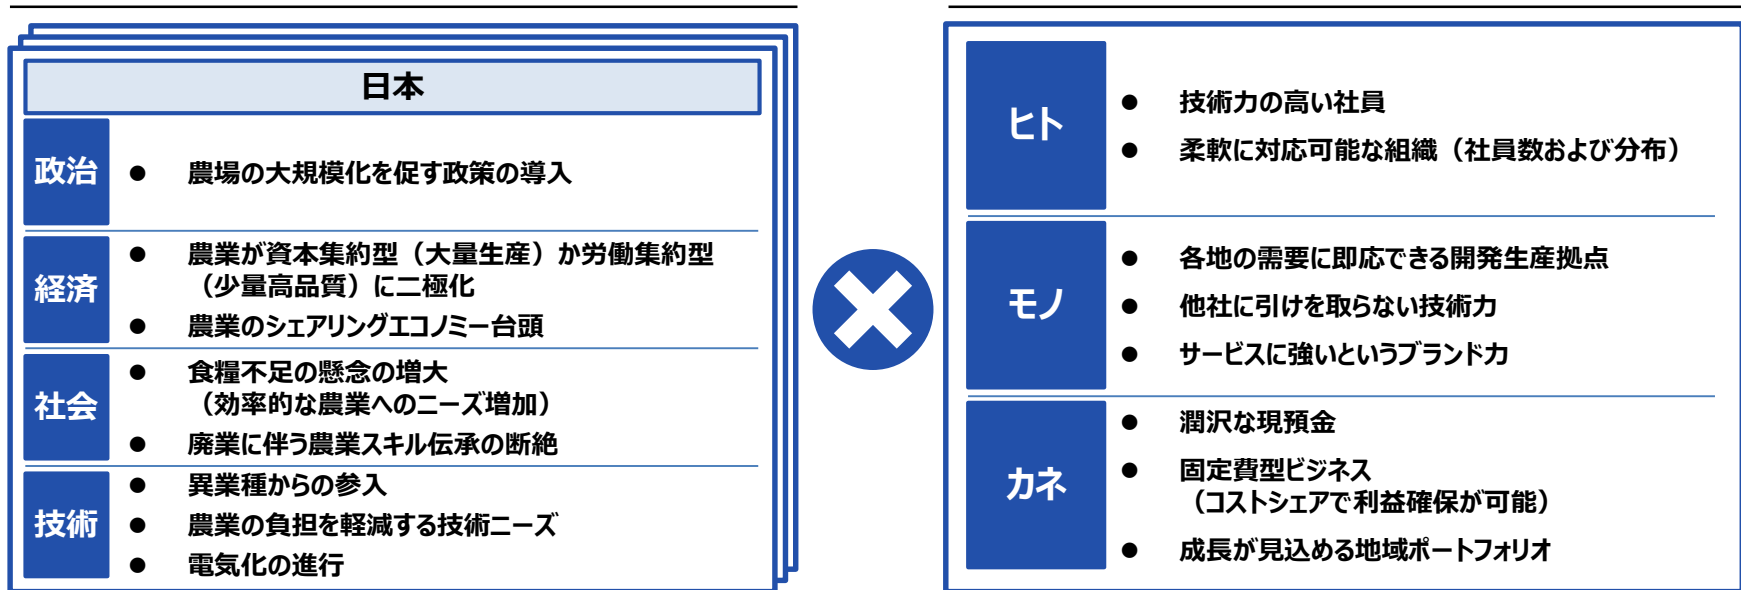 日本
政治
● 農場の大規模化を促す政策の導入
経済
● 農業が資本集約型（大量生産）か労働集約型
（少量高品質）に二極化
● 農業のシェアリングエコノミー台頭
社会
● 食糧不足の懸念の増大
（効率的な農業へのニーズ増加）
● 廃業に伴う農業スキル伝承の断絶
技術
● 異業種からの参入
● 農業の負担を軽減する技術ニーズ
● 電気化の進行
ヒト
● 技術力の高い社員
● 柔軟に対応可能な組織（社員数および分布）
モノ
● 各地の需要に即応できる開発生産拠点
● 他社に引けを取らない技術力
● サービスに強いというブランド力
カネ
● 潤沢な現預金
● 固定費型ビジネス
（コストシェアで利益確保が可能）
● 成長が見込める地域ポートフォリオ